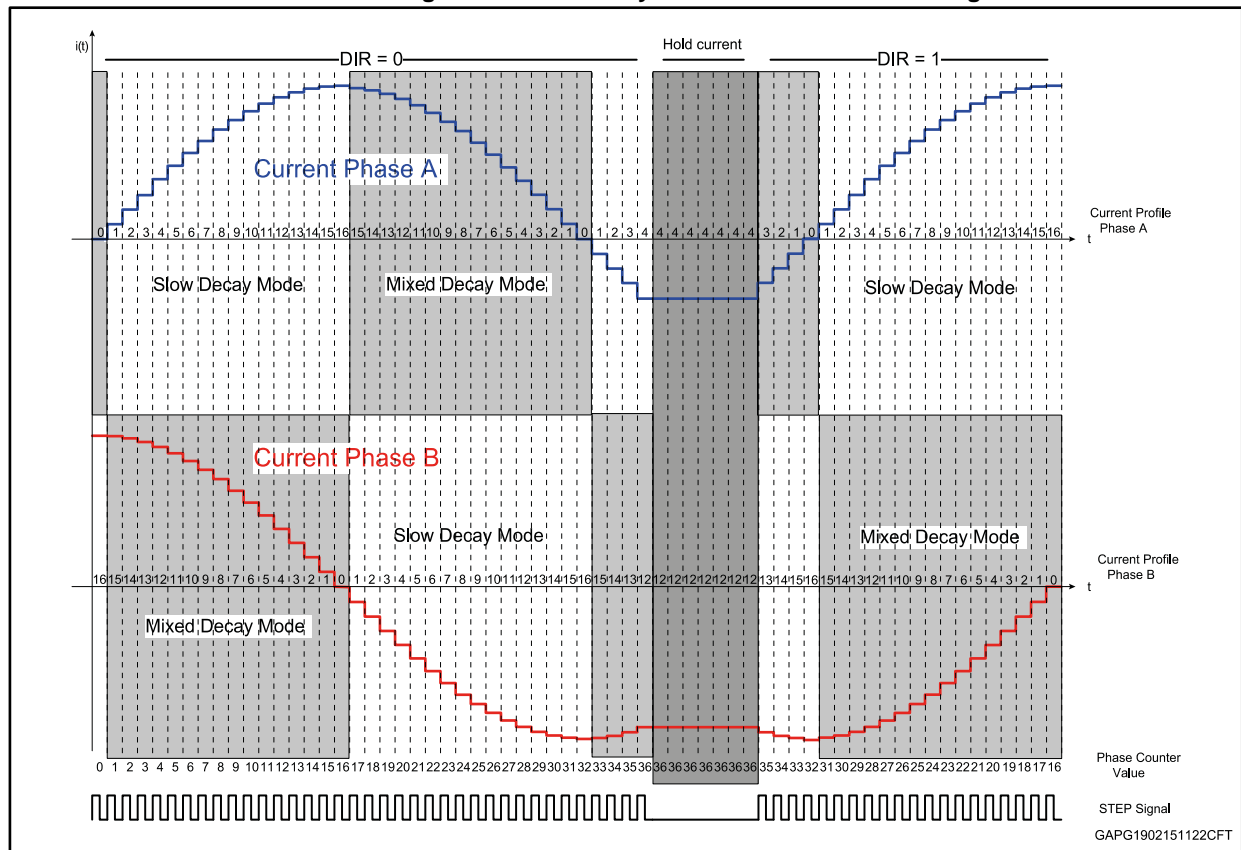 i(t)
DIR = 0
Hold current
DIR = 1
Current Phase A
Current Profile
Phase A
0 1 2 3 4 5 6 7 8 9 10 11 12 13 14 15 16 15 14 13 12 11 10 9 8 7 6 5 4 3 2 1 0 1 2 3 4 4 4 4 4 4 4 4 3 2 1 0 1 2 3 4 5 6 7 8 9 10 11 12 13 14 15 16
t
Slow Decay Mode
Mixed Decay Mode
Slow Decay Mode
Current Phase B
Slow Decay Mode
Mixed Decay Mode
Current Profile
Phase B
16 15 14 13 12 11 10 9 8 7 6 5 4 3 2 1 0 1 2 3 4 5 6 7 8 9 10 11 12 13 14 15 16 15 14 13 12 12 12 12 12 12 12 12 13 14 15 16 15 14 13 12 11 10 9 8 7 6 5 4 3 2 1 0
t
Mixed Decay Mode
Phase Counter
Value
0 1 2 3 4 5 6 7 8 9 10 11 12 13 14 15 16 17 18 19 20 21 22 23 24 25 26 27 28 29 30 31 32 33 34 35 36 36 36 36 36 36 36 36 35 34 33 32 31 30 29 28 27 26 25 24 23 22 21 20 19 18 17 16
STEP Signal
GAPG1902151122CFT